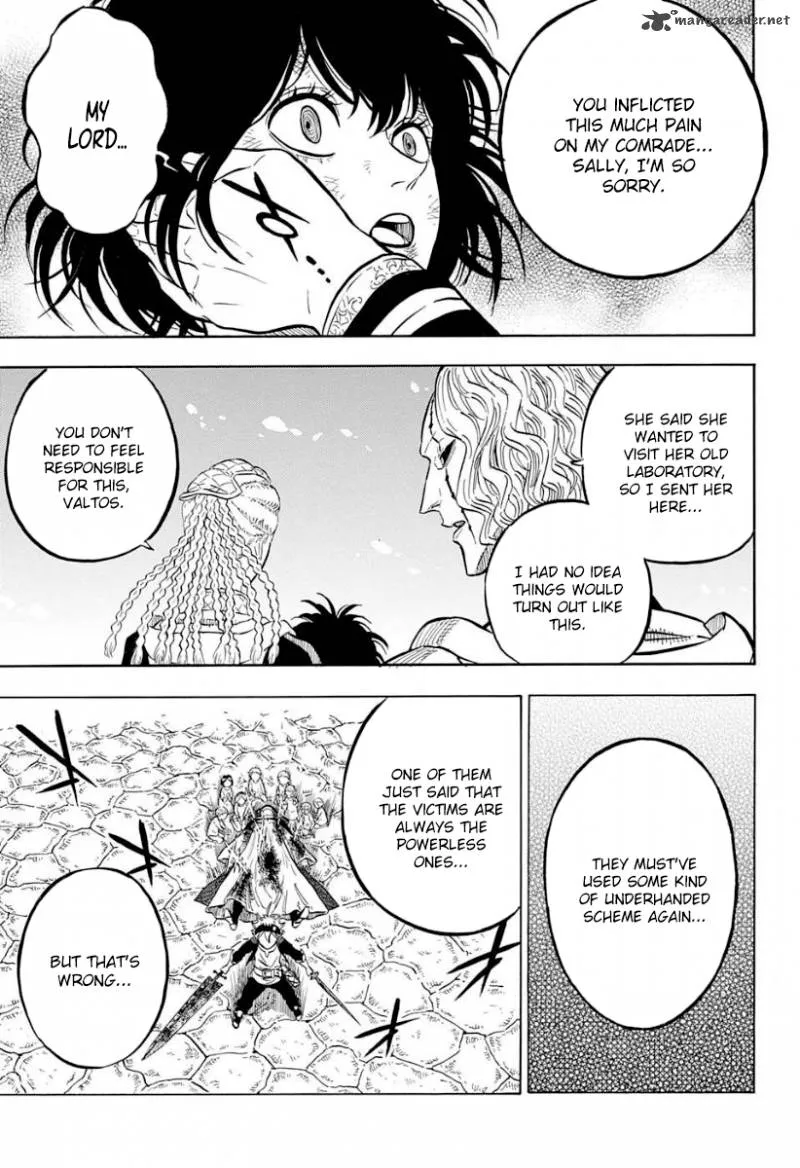 mangareader.net
YOU INFLICTED
THIS MUCH PAIN
ON MY COMRADE...
SALLY, I'M SO
SORRY.
MY
LORD...
SHE SAID SHE
WANTED TO
VISIT HER OLD
LABORATORY,
SO I SENT HER
HERE...
I HAD NO IDEA
THINGS WOULD
TURN OUT LIKE
THIS.
YOU DON'T
NEED TO FEEL
RESPONSIBLE
FOR THIS,
VALTOS.
THEY MUST'VE
USED SOME KIND
OF UNDERHANDED
SCHEME AGAIN...
ONE OF THEM
JUST SAID THAT
THE VICTIMS ARE
ALWAYS THE
POWERLESS
ONES...
BUT THAT'S
WRONG...